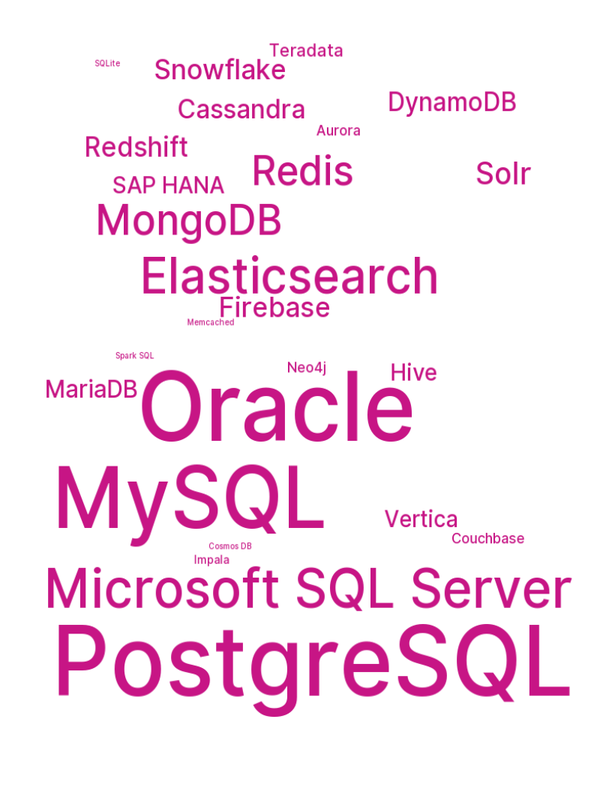 Teradata
SQLite
Snowflake
DynamoDB
Cassandra
Aurora
Redshift
Redis
Solr
SAP HANA
MongoDB
Elasticsearch
Firebase
Memcached
Spark SQL
Neo4j
Hive
MariaDB
Oracle
MySQL
Vertica
Couchbase
Cosmos DB
Impala
Microsoft SQL Server
PostgreSQL